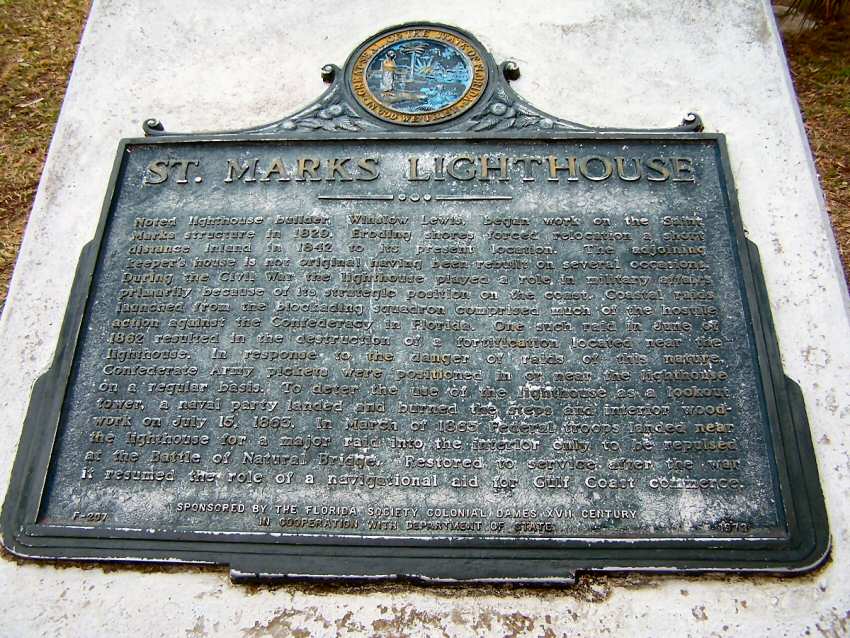 GREAT SEAL OF THE STATE OF FLORIDA
IN GOD WE TRUST
ST. MARKS LIGHTHOUSE
Noted lighthouse builder, Winslow Lewis, began work on the Saint
Marks structure in 1829. Eroding shores forced relocation a short
distance inland in 1842 to its present location. The adjoining
keeper's house is not original having been rebuilt on several occasions.
During the Civil War the lighthouse played a role in military affairs
primarily because of its strategic position on the coast. Coastal raids
launched from the blockading squadron comprised much of the hostile
action against the Confederacy in Florida. One such raid in June of
1862 resulted in the destruction of a fortification located near the
lighthouse. In response to the danger of raids of this nature,
Confederate Army pickets were positioned in or near the lighthouse
on a regular basis. To deter the use of the lighthouse as a lookout
tower, a naval party landed and burned the steps and interior wood-
work on July 15, 1863. In March of 1865 Federal troops landed near
the lighthouse for a major raid into the interior only to be repulsed
at the Battle of Natural Bridge. Restored to service after the war
it resumed the role of a navigational aid for Gulf Coast commerce.
SPONSORED BY THE FLORIDA SOCIETY COLONIAL DAMES XVII CENTURY
F-207 IN COOPERATION WITH DEPARTMENT OF STATE 1973